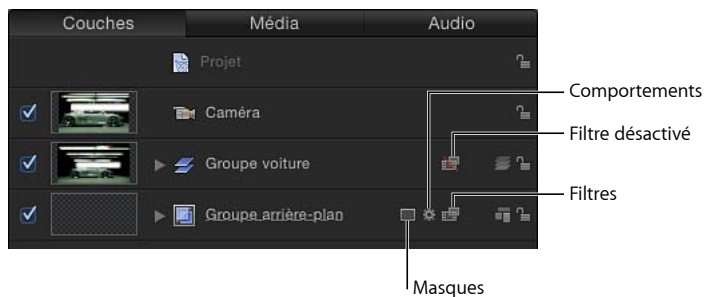 Couches Média Audio
Projet
Caméra
Groupe voiture
Groupe arrière-plan
Comportements
Filtre désactivé
Filtres
Masques